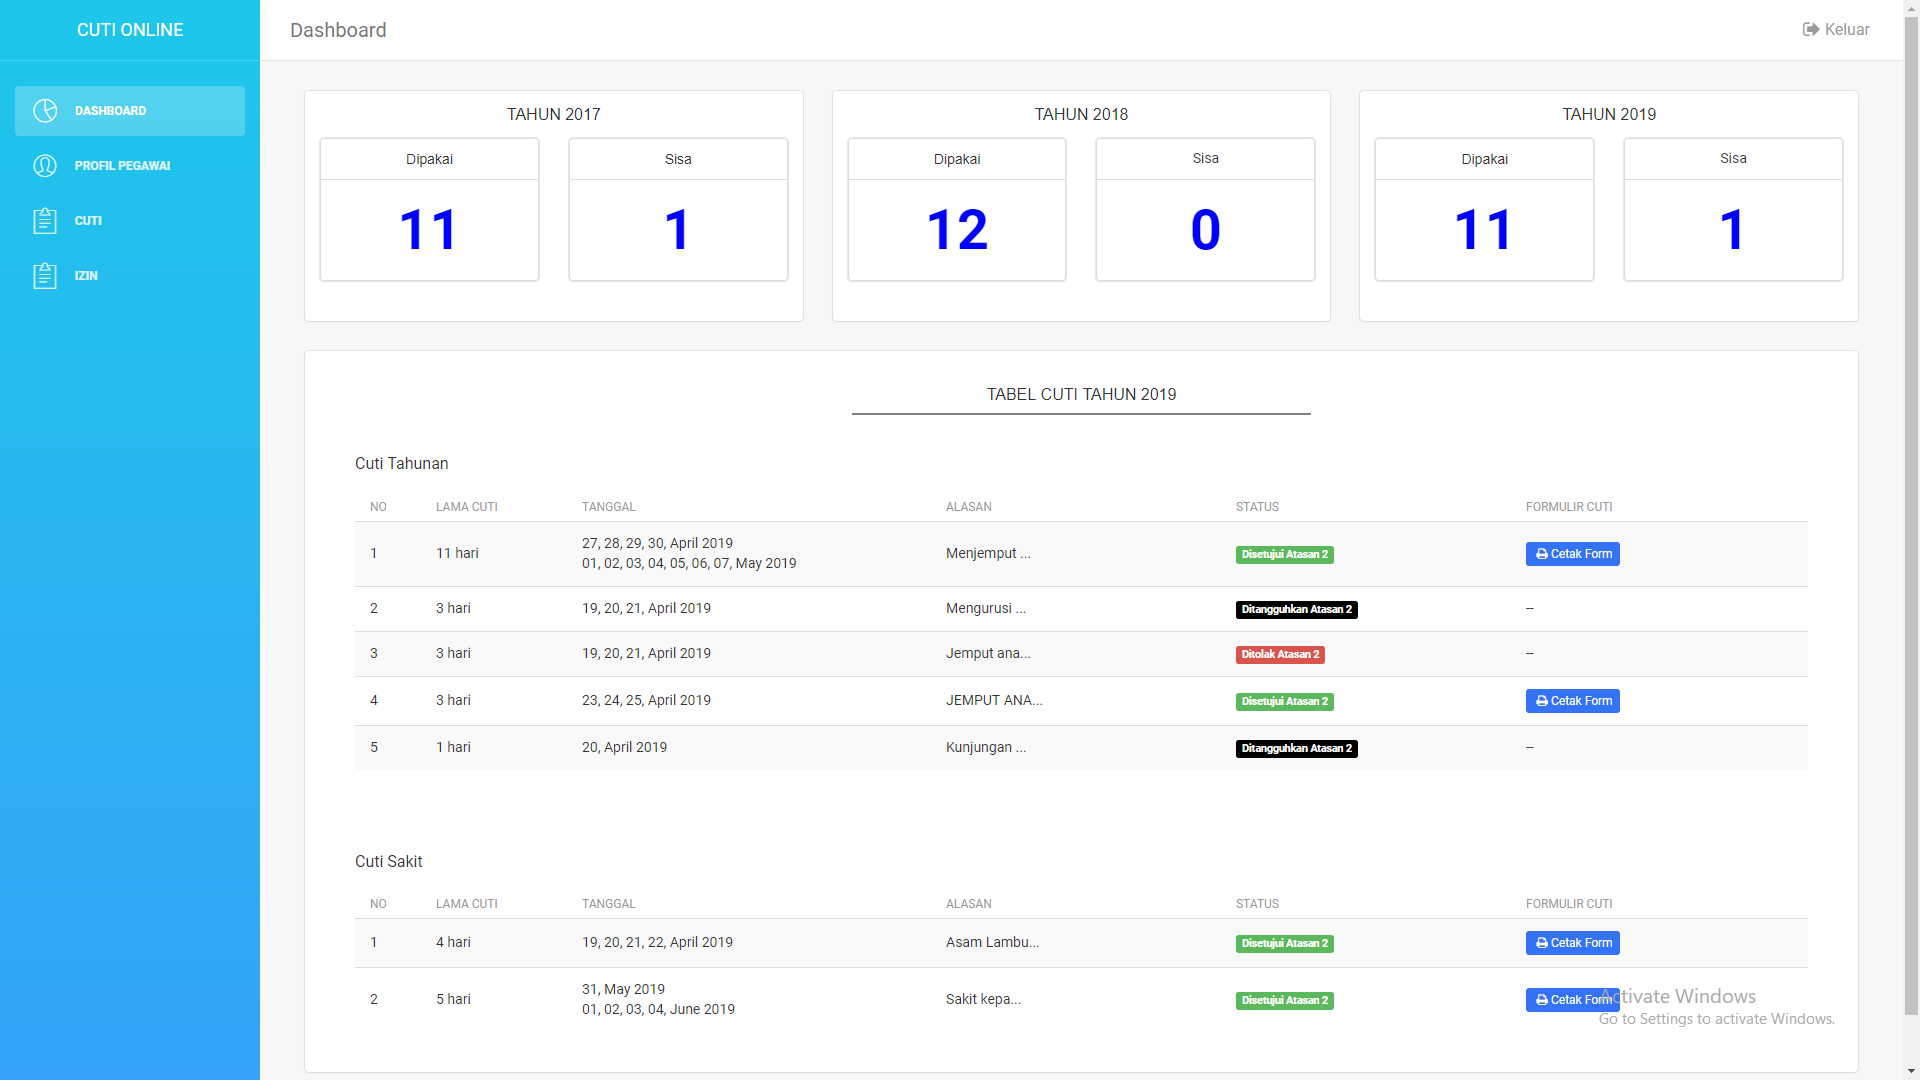 CUTI ONLINE
Dashboard
Keluar
DASHBOARD
PROFIL PEGAWAI
CUTI
IZIN
TAHUN 2017
Dipakai
11
Sisa
1
TAHUN 2018
Dipakai
12
Sisa
0
TAHUN 2019
Dipakai
11
Sisa
1
TABEL CUTI TAHUN 2019
Cuti Tahunan
NO LAMA CUTI TANGGAL ALASAN STATUS FORMULIR CUTI
1 11 hari 27, 28, 29, 30, April 2019
01, 02, 03, 04, 05, 06, 07, May 2019 Menjemput ... Disetujui Atasan 2 Cetak Form
2 3 hari 19, 20, 21, April 2019 Mengurusi ... Ditangguhkan Atasan 2 --
3 3 hari 19, 20, 21, April 2019 Jemput ana... Ditolak Atasan 2 --
4 3 hari 23, 24, 25, April 2019 JEMPUT ANA... Disetujui Atasan 2 Cetak Form
5 1 hari 20, April 2019 Kunjungan ... Ditangguhkan Atasan 2 --
Cuti Sakit
NO LAMA CUTI TANGGAL ALASAN STATUS FORMULIR CUTI
1 4 hari 19, 20, 21, 22, April 2019 Asam Lambu... Disetujui Atasan 2 Cetak Form
2 5 hari 31, May 2019
01, 02, 03, 04, June 2019 Sakit kepa... Disetujui Atasan 2 Cetak Form
Activate Windows
Go to Settings to activate Windows.